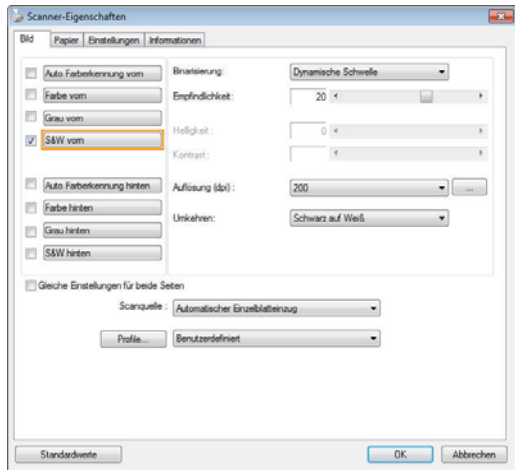 Scanner-Eigenschaften
Bild Papier Einstellungen Informationen
Auto Farberkennung vorn Binarisierung: Dynamische Schwelle
Farbe vorn Empfindlichkeit: 20
Grau vorn
S&W vorn Helligkeit : 0
Kontrast :
Auto Farberkennung hinten Auflösung (dpi) : 200 ...
Farbe hinten Umkehren: Schwarz auf Weiß
Grau hinten
S&W hinten
Gleiche Einstellungen für beide Seiten
Scanquelle : Automatischer Einzelblatteinzug
Profile... Benutzerdefiniert
Standardwerte OK Abbrechen